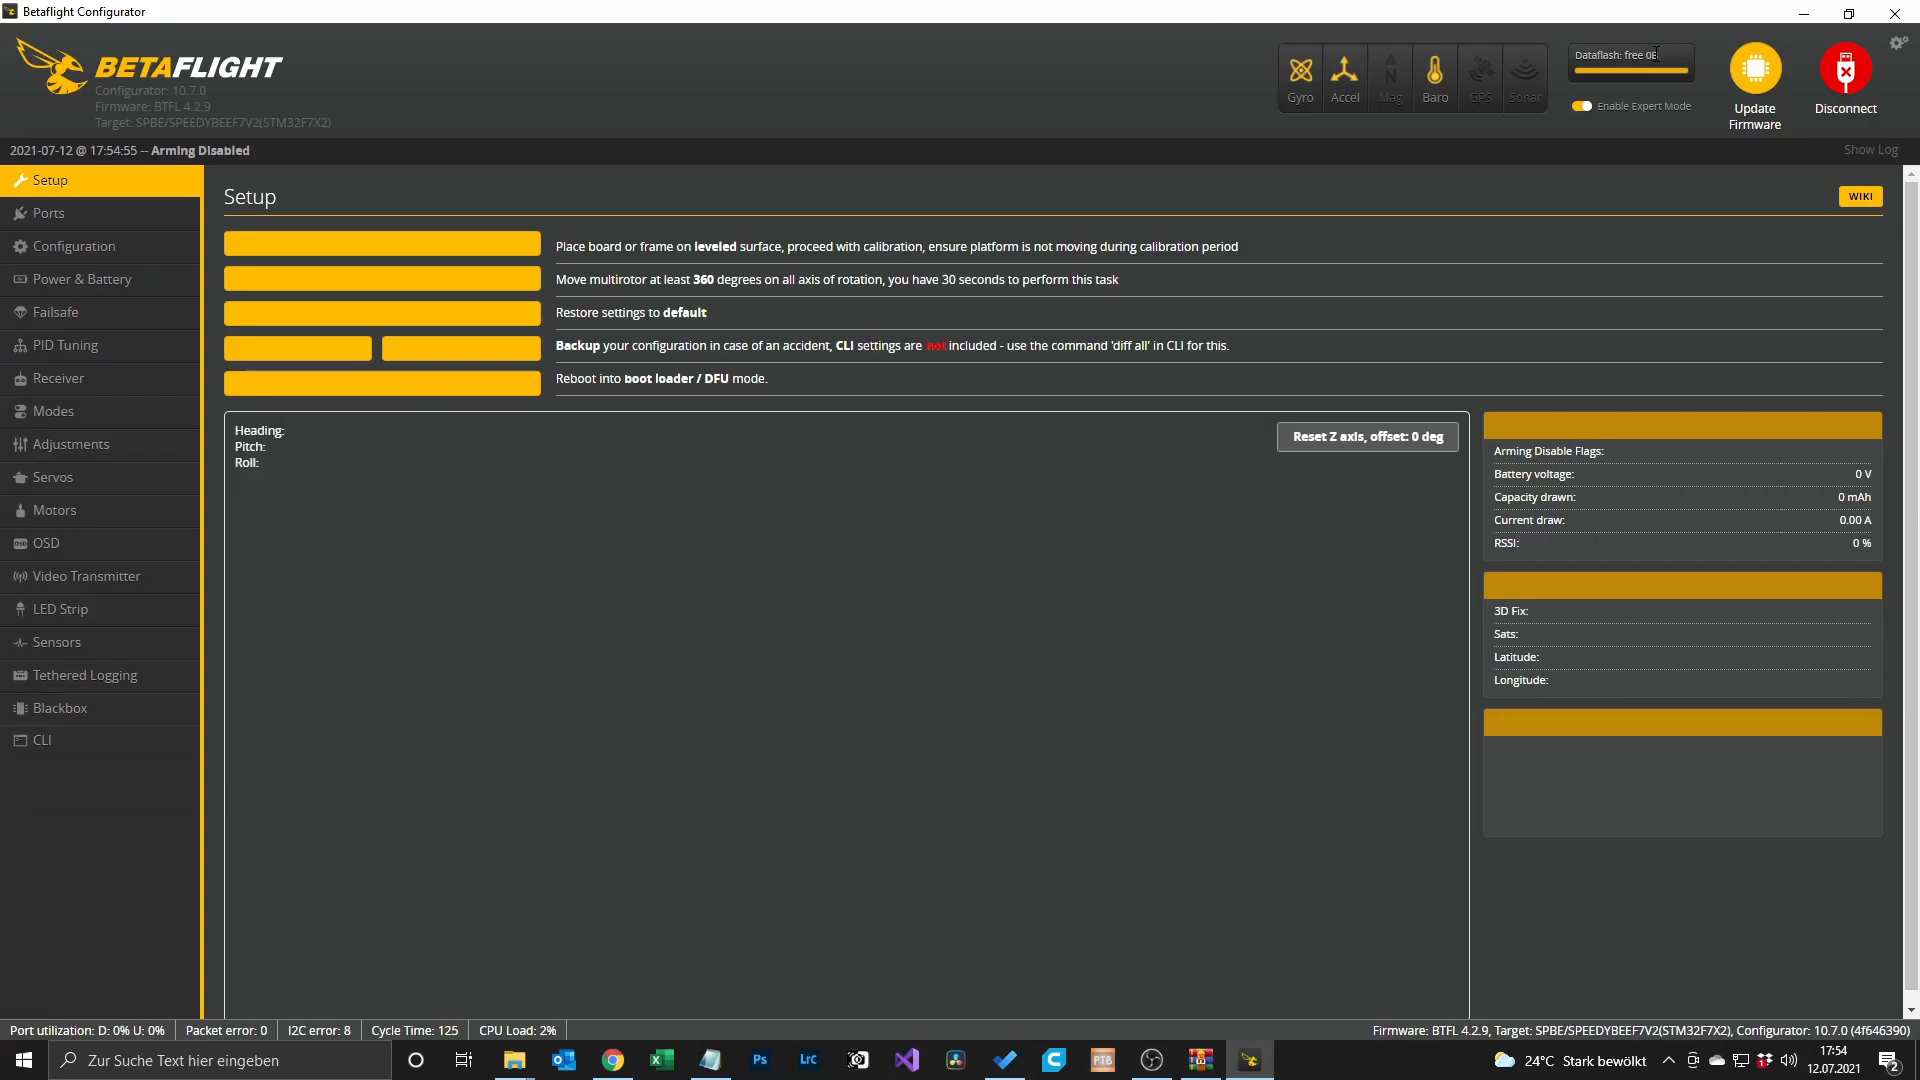 Betaflight Configurator
BETAFLIGHT
Configurator: 10.7.0
Firmware: BTFL 4.2.9
Target: SPBE/SPEEDYBEEF7V2(STM32F7X2)
Gyro
Accel
Mag
Baro
GPS
Sonar
Dataflash: free 0B
Enable Expert Mode
Update
Firmware
Disconnect
2021-07-12 @ 17:54:55 -- Arming Disabled
Show Log
Setup
Ports
Configuration
Power & Battery
Failsafe
PID Tuning
Receiver
Modes
Adjustments
Servos
Motors
OSD
Video Transmitter
LED Strip
Sensors
Tethered Logging
Blackbox
CLI
Setup
WIKI
Place board or frame on leveled surface, proceed with calibration, ensure platform is not moving during calibration period
Move multirotor at least 360 degrees on all axis of rotation, you have 30 seconds to perform this task
Restore settings to default
Backup your configuration in case of an accident, CLI settings are not included - use the command 'diff all' in CLI for this.
Reboot into boot loader / DFU mode.
Heading:
Pitch:
Roll:
Reset Z axis, offset: 0 deg
Arming Disable Flags:
Battery voltage: 0 V
Capacity drawn: 0 mAh
Current draw: 0.00 A
RSSI: 0 %
3D Fix:
Sats:
Latitude:
Longitude:
Port utilization: D: 0% U: 0% Packet error: 0 I2C error: 8 Cycle Time: 125 CPU Load: 2% Firmware: BTFL 4.2.9, Target: SPBE/SPEEDYBEEF7V2(STM32F7X2), Configurator: 10.7.0 (4f646390)
Zur Suche Text hier eingeben
Ps
Lrc
PTB
24°C Stark bewölkt
17:54
12.07.2021
2